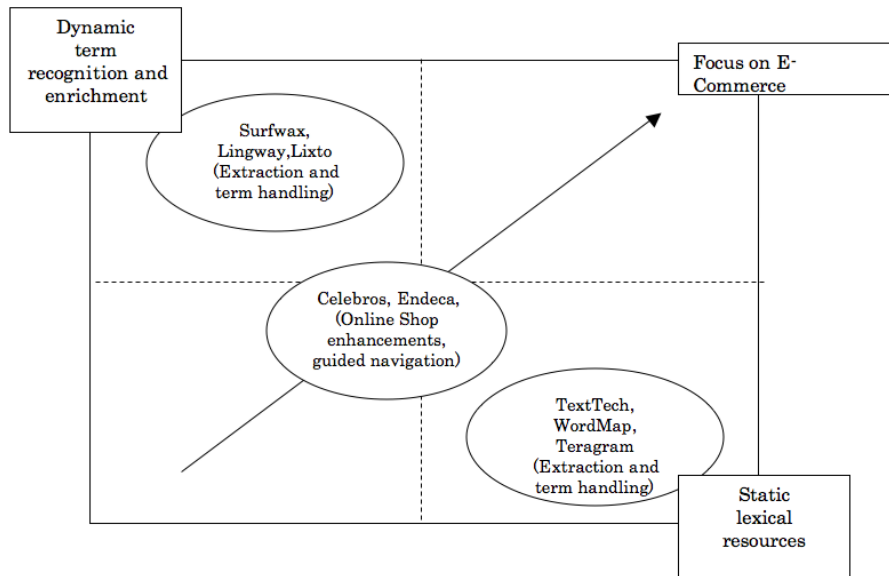 Dynamic
term
recognition and
enrichment
Focus on E-
Commerce
Surfwax,
Lingway,Lixto
(Extraction and
term handling)
Celebros, Endeca,
(Online Shop
enhancements,
guided navigation)
TextTech,
WordMap,
Teragram
(Extraction and
term handling)
Static
lexical
resources